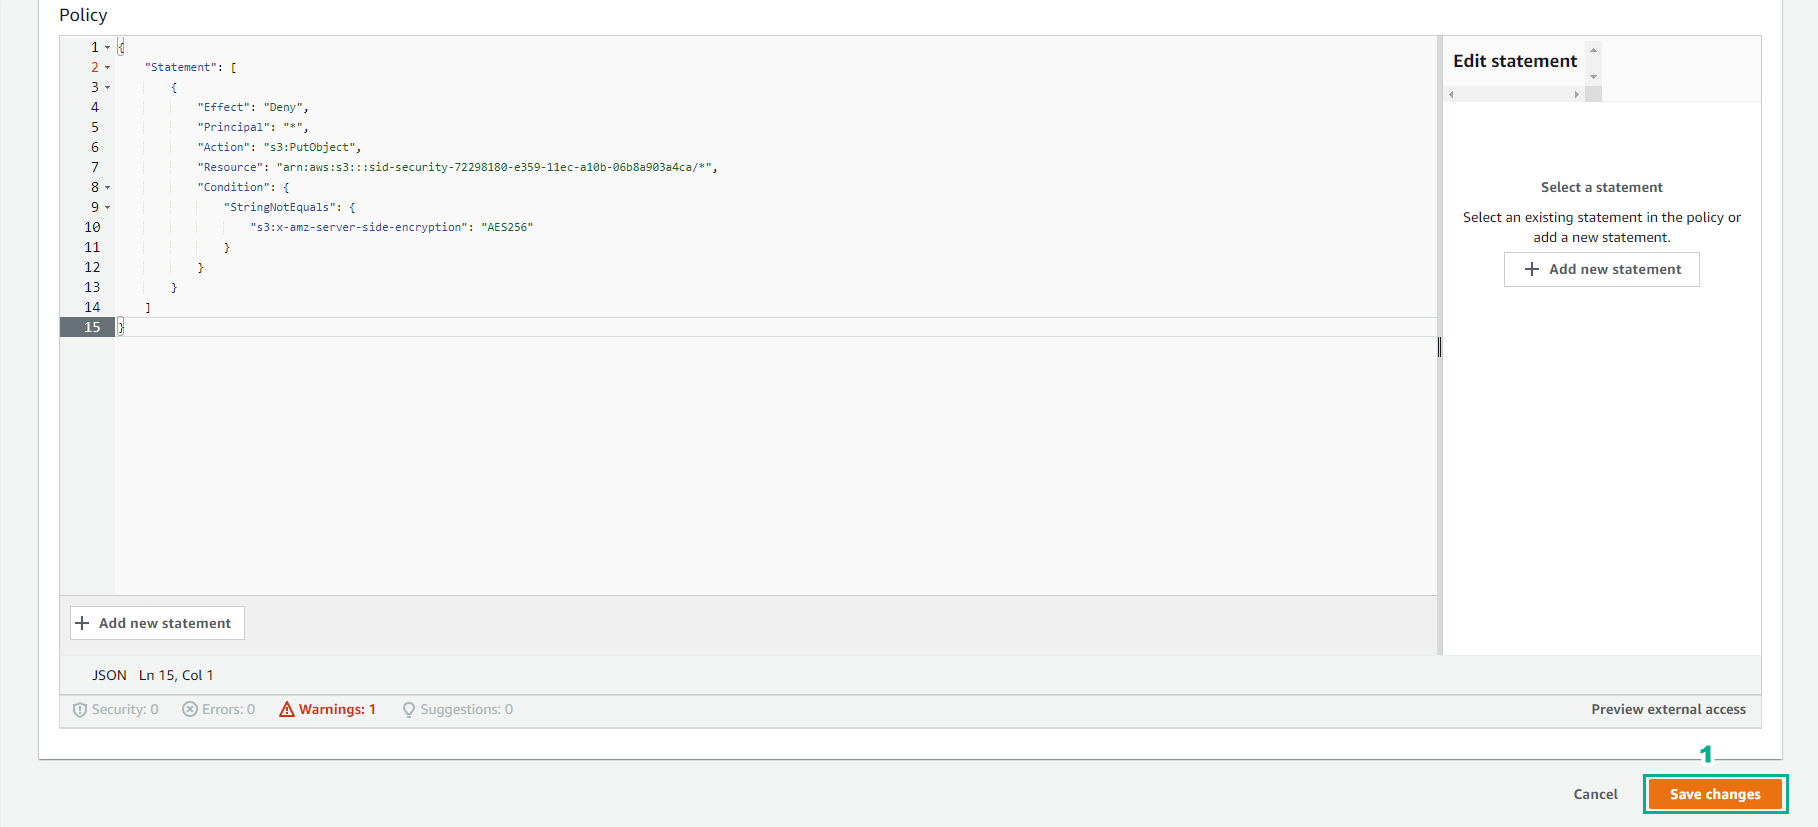 Policy
1 {
2 "Statement": [
3 {
4 "Effect": "Deny",
5 "Principal": "*",
6 "Action": "s3:PutObject",
7 "Resource": "arn:aws:s3:::sid-security-72298180-e359-11ec-a10b-06b8a903a4ca/*",
8 "Condition": {
9 "StringNotEquals": {
10 "s3:x-amz-server-side-encryption": "AES256"
11 }
12 }
13 }
14 ]
15 }
Edit statement
Select a statement
Select an existing statement in the policy or
add a new statement.
+ Add new statement
+ Add new statement
JSON Ln 15, Col 1
Security: 0 Errors: 0 Warnings: 1 Suggestions: 0
Preview external access
1
Cancel Save changes